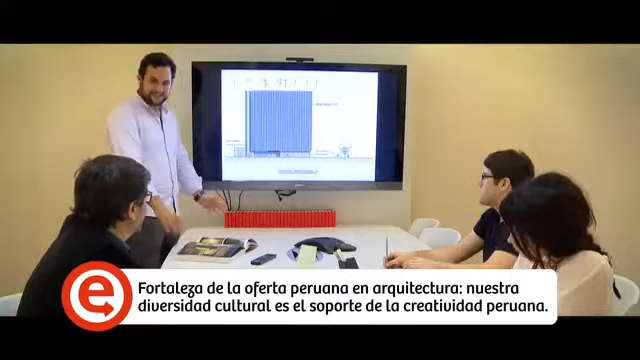 Fortaleza de la oferta peruana en arquitectura: nuestra
diversidad cultural es el soporte de la creatividad peruana.